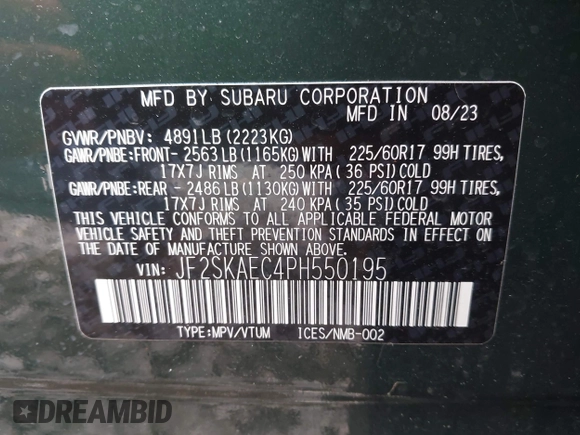 MFD BY SUBARU CORPORATION
MFD IN 08/23
GVWR/PNBV: 4891LB(2223KG)
GAWR/PNBE:FRONT- 2563LB(1165KG)WITH 225/60R17 99H TIRES,
17X7J RIMS AT 250 KPA( 36 PSI)COLD
GAWR/PNBE:REAR - 2486LB(1130KG)WITH 225/60R17 99H TIRES,
17X7J RIMS AT 240 KPA( 35 PSI)COLD
THIS VEHICLE CONFORMS TO ALL APPLICABLE FEDERAL MOTOR
VEHICLE SAFETY AND THEFT PREVENTION STANDARDS IN EFFECT
ON THE DATE OF MANUFACTURE SHOWN ABOVE.
VIN: JF2SKAEC4PH550195
TYPE:MPV/VTUM ICES/NMB-002
DREAMBID